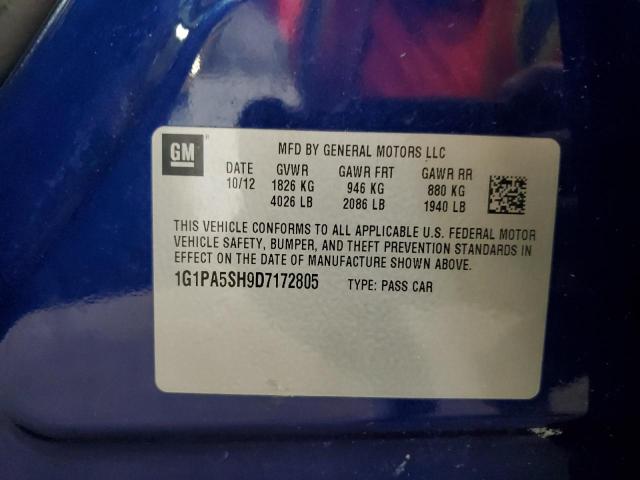 GM
MFD BY GENERAL MOTORS LLC
DATE GVWR GAWR FRT GAWR RR
10/12 1826 KG 946 KG 880 KG
4026 LB 2086 LB 1940 LB
THIS VEHICLE CONFORMS TO ALL APPLICABLE U.S. FEDERAL MOTOR
VEHICLE SAFETY, BUMPER, AND THEFT PREVENTION STANDARDS IN
EFFECT ON THE DATE OF MANUFACTURE SHOWN ABOVE.
1G1PA5SH9D7172805 TYPE: PASS CAR